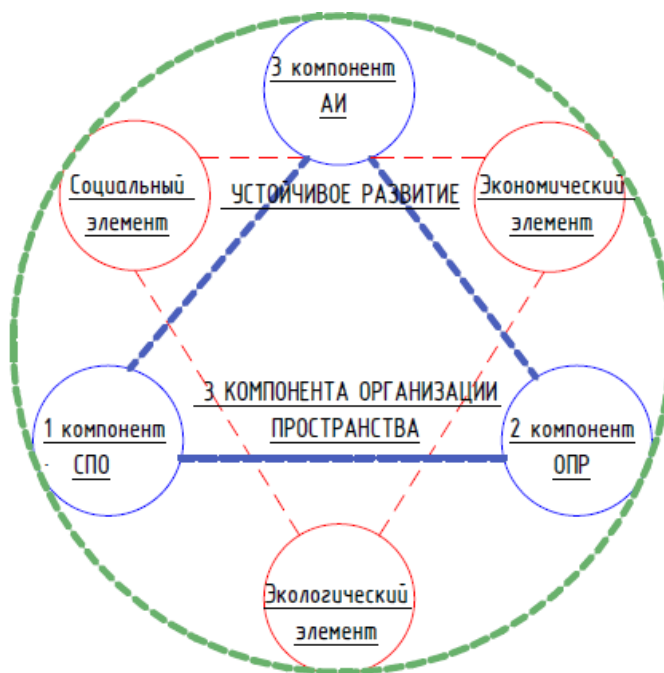 3 компонент
АИ
Социальный
элемент
УСТОЙЧИВОЕ РАЗВИТИЕ
Экономический
элемент
3 КОМПОНЕНТА ОРГАНИЗАЦИИ
ПРОСТРАНСТВА
1 компонент
СПО
2 компонент
ОПР
Экологический
элемент